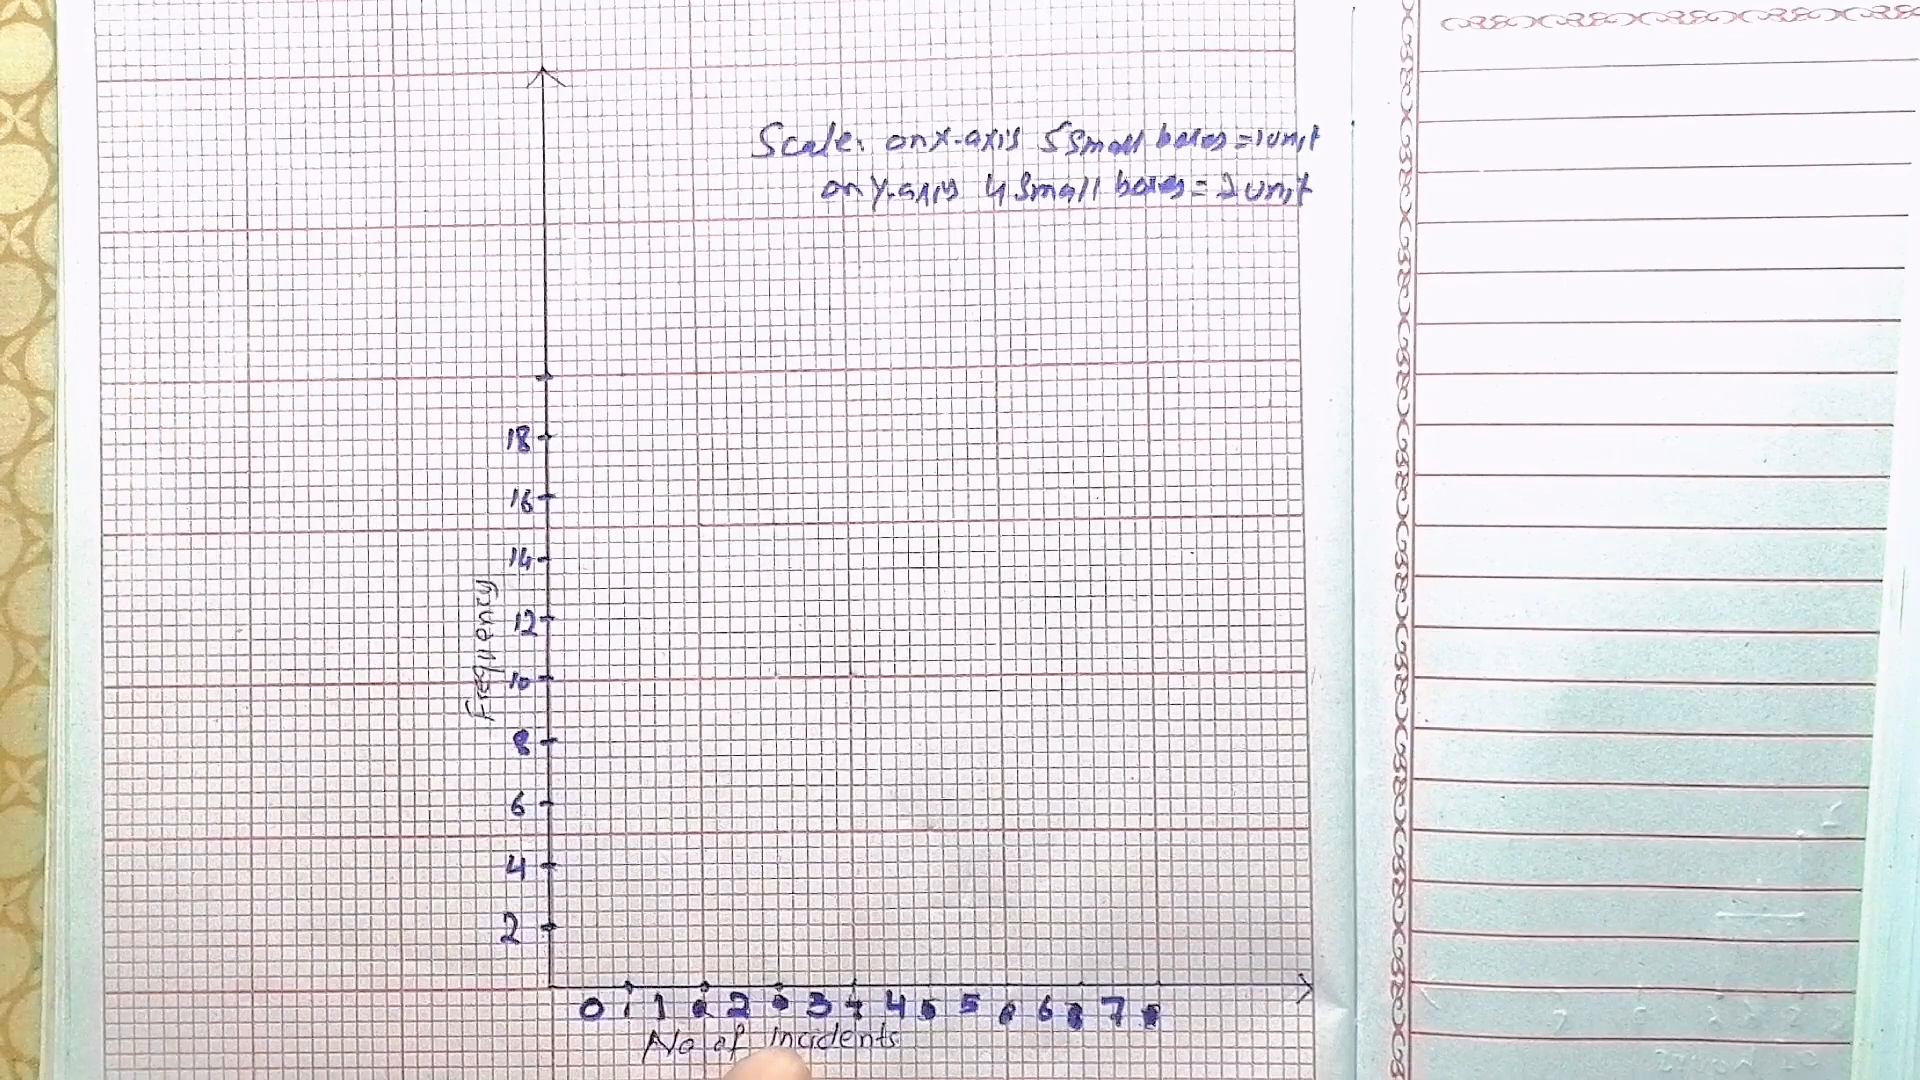 Scale: on x-axis 5 Small boxes = 1 unit
on y-axis 4 Small boxes = 2 unit
18
16
14
12
10
8
6
4
2
Frequency
0 1 2 3 4 5 6 7
No of Incidents